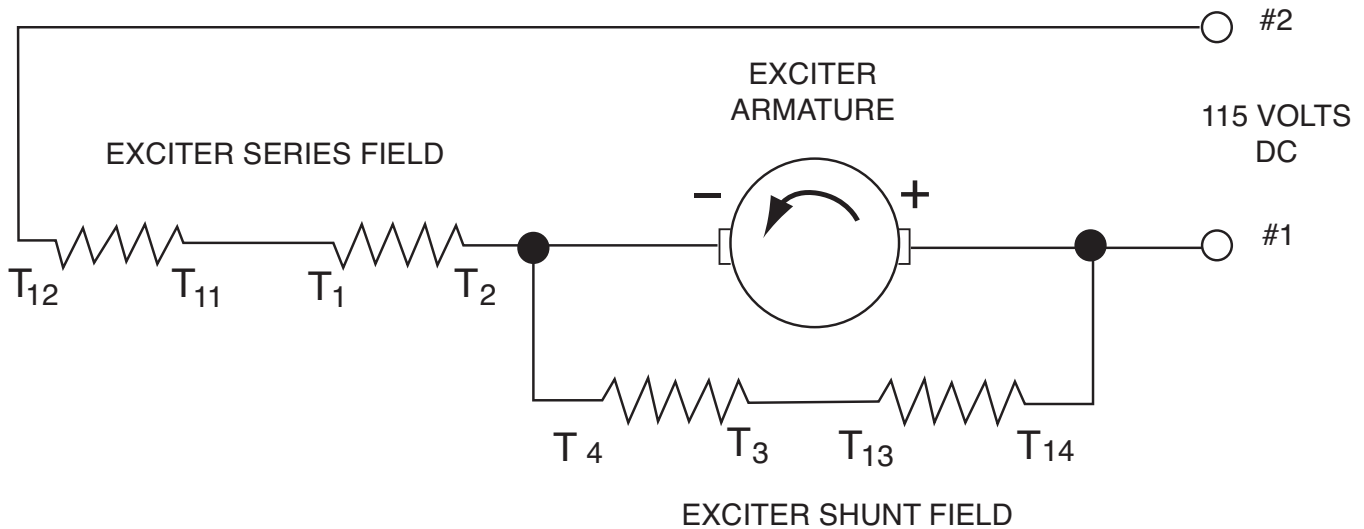 #2
EXCITER
ARMATURE
115 VOLTS
DC
EXCITER SERIES FIELD
− +
#1
T12 T11 T1 T2
T 4 T3 T13 T14
EXCITER SHUNT FIELD